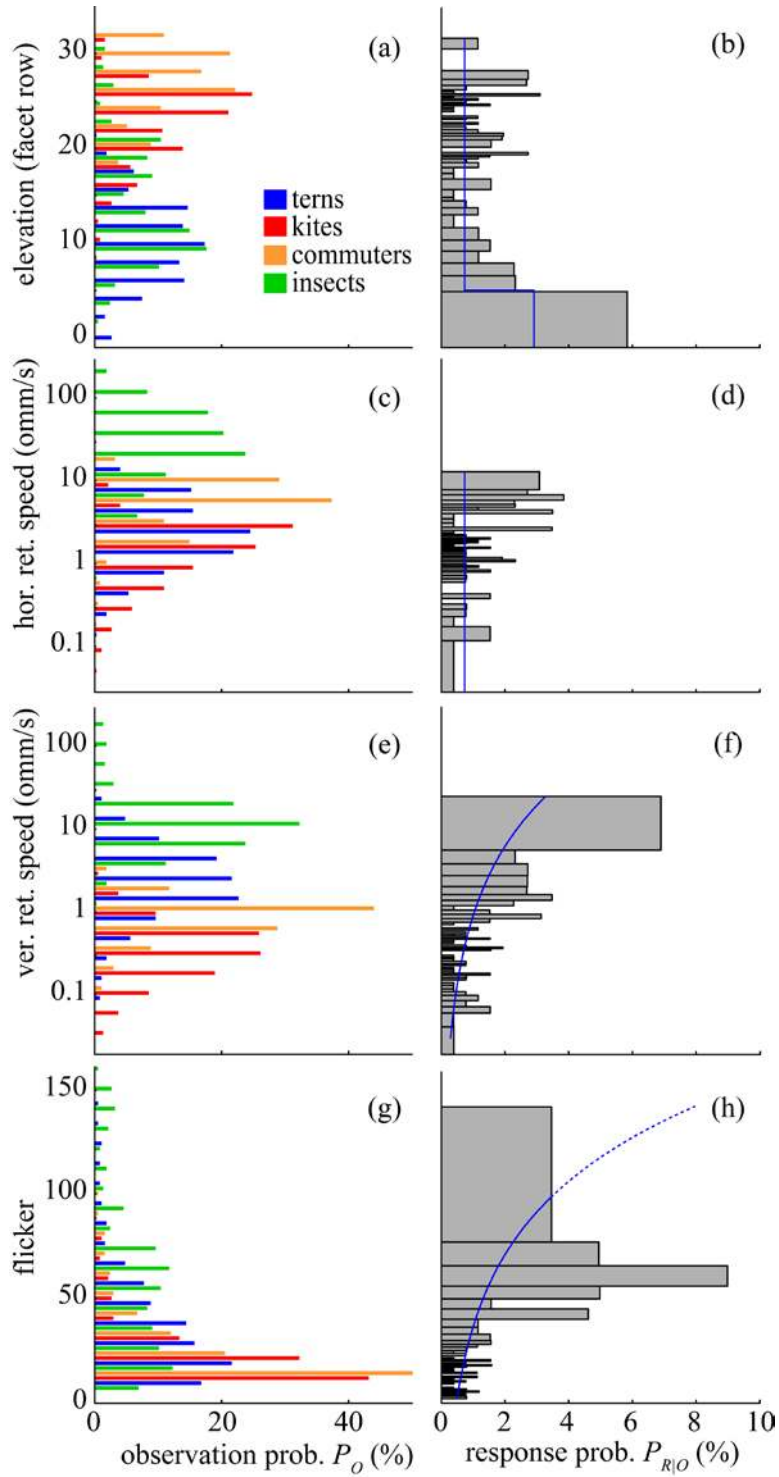 (a)
(b)
elevation (facet row)
30
20
10
0
terns
kites
commuters
insects
(c)
(d)
hor. ret. speed (omm/s)
100
10
1
0.1
(e)
(f)
ver. ret. speed (omm/s)
100
10
1
0.1
(g)
(h)
flicker
150
100
50
0
0 20 40
0 2 4 6 8 10
observation prob. P_O (%)
response prob. P_{R|O} (%)